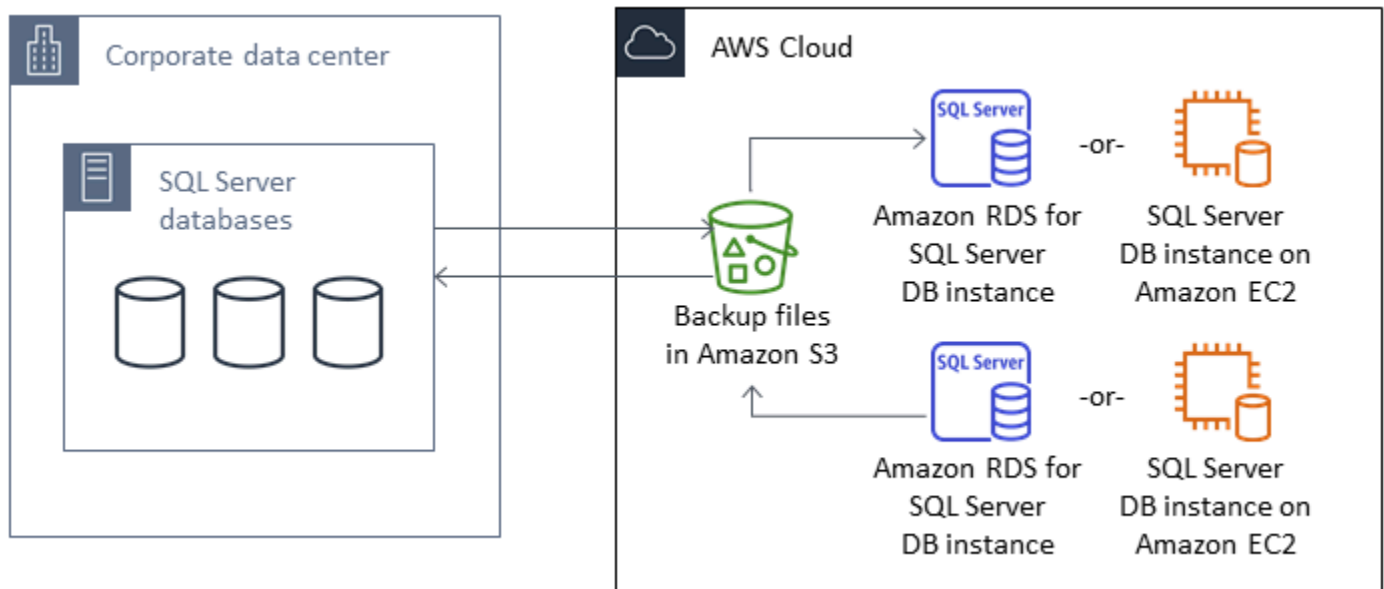 Corporate data center
SQL Server
databases
AWS Cloud
SQL Server
-or-
Amazon RDS for
SQL Server
DB instance
SQL Server
DB instance on
Amazon EC2
Backup files
in Amazon S3
SQL Server
-or-
Amazon RDS for
SQL Server
DB instance
SQL Server
DB instance on
Amazon EC2